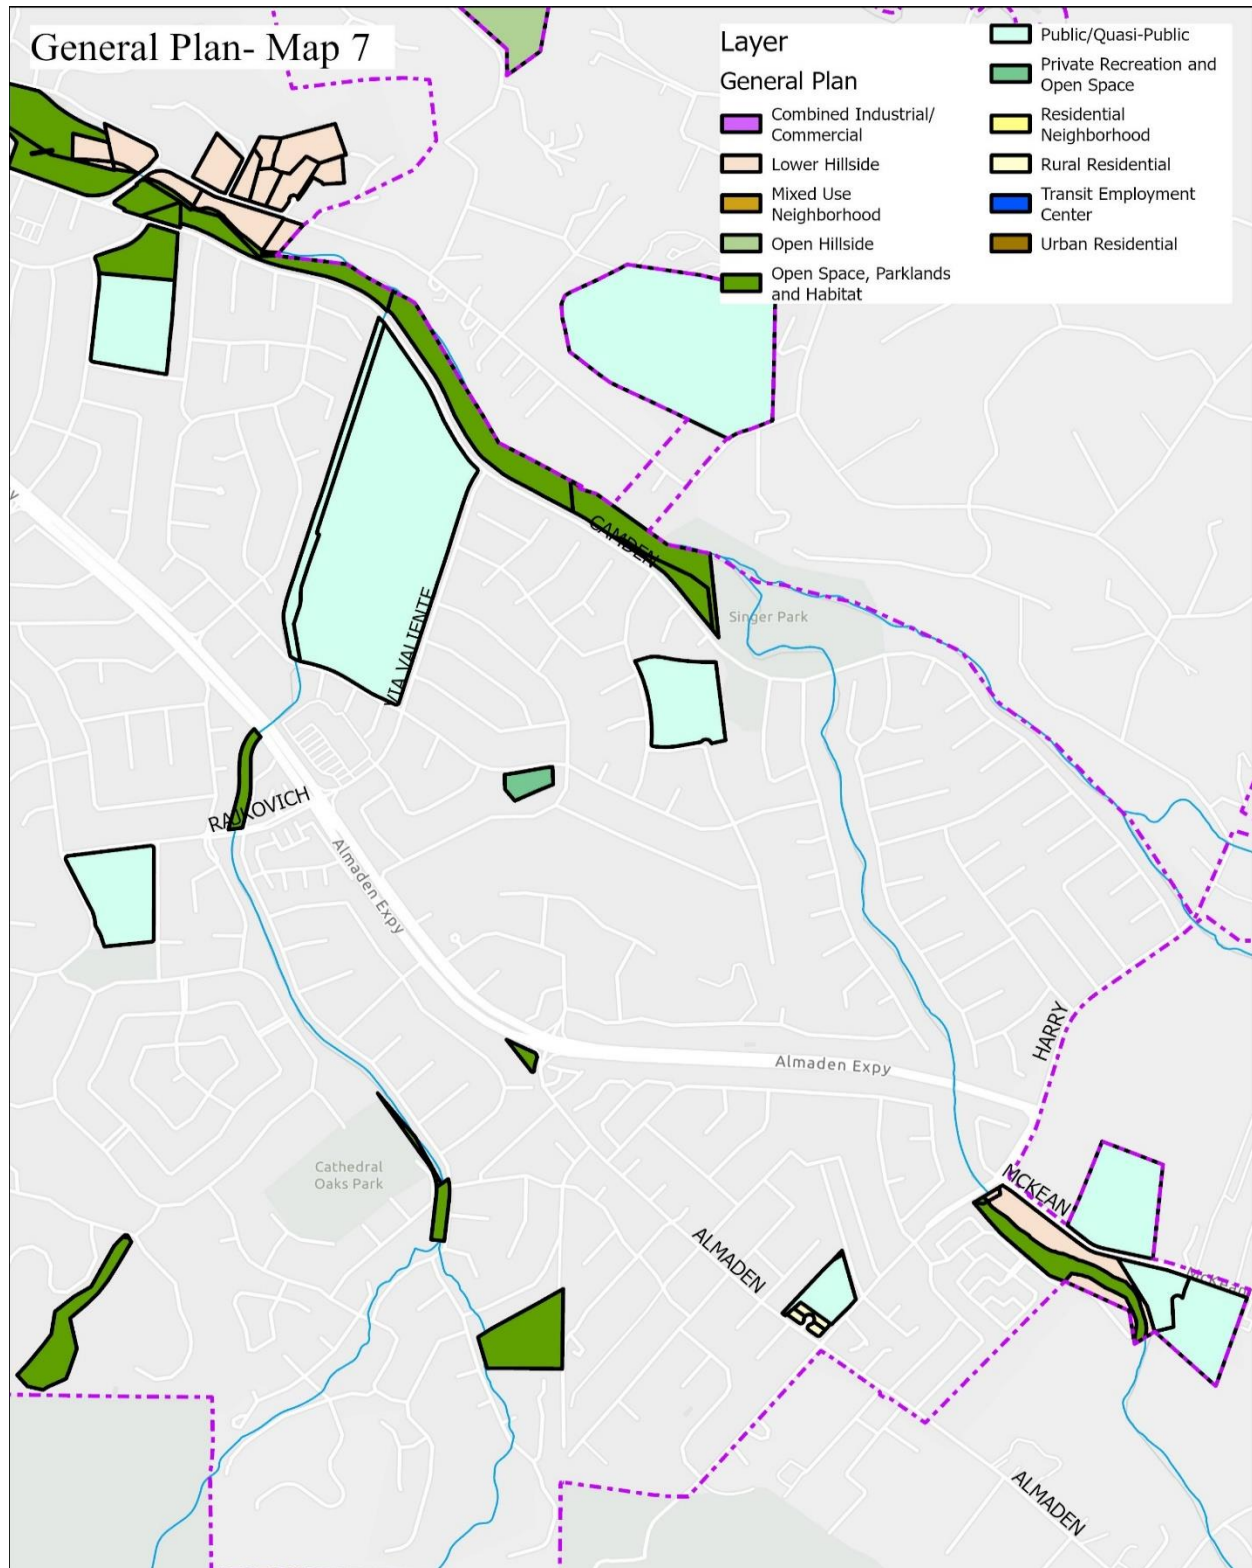 General Plan- Map 7
Layer
General Plan
Combined Industrial/
Commercial
Lower Hillside
Mixed Use
Neighborhood
Open Hillside
Open Space, Parklands
and Habitat
Public/Quasi-Public
Private Recreation and
Open Space
Residential
Neighborhood
Rural Residential
Transit Employment
Center
Urban Residential
CAMDEN
Singer Park
VIA VALIENTE
RAJKOVICH
Almaden Expy
Almaden Expy
HARRY
Cathedral
Oaks Park
MCKEAN
McKean
ALMADEN
ALMADEN